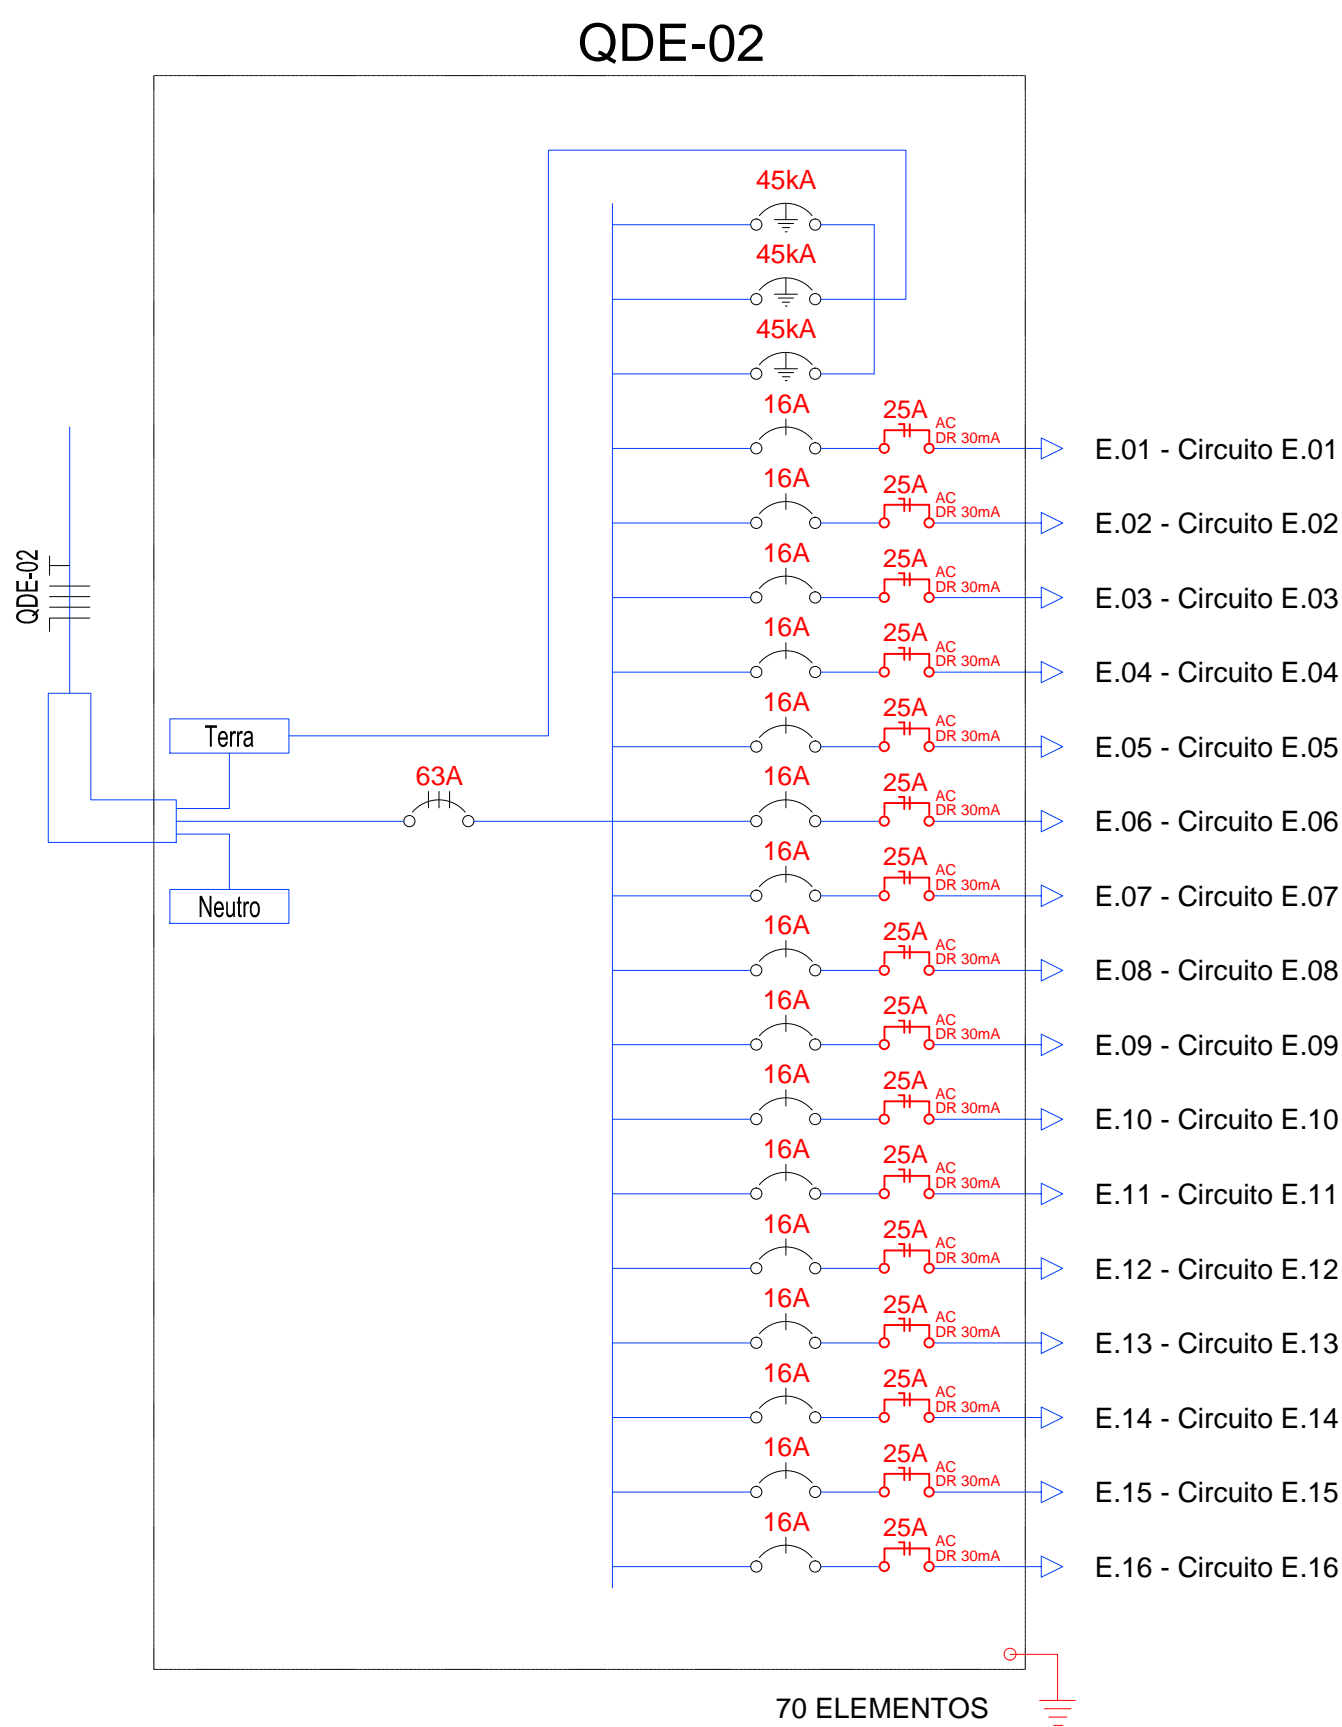 QDE-02
45kA
45kA
45kA
16A 25A AC
DR 30mA
E.01 - Circuito E.01
16A 25A AC
DR 30mA
E.02 - Circuito E.02
QDE-02
16A 25A AC
DR 30mA
E.03 - Circuito E.03
16A 25A AC
DR 30mA
E.04 - Circuito E.04
Terra
16A 25A AC
DR 30mA
E.05 - Circuito E.05
63A
16A 25A AC
DR 30mA
E.06 - Circuito E.06
Neutro
16A 25A AC
DR 30mA
E.07 - Circuito E.07
16A 25A AC
DR 30mA
E.08 - Circuito E.08
16A 25A AC
DR 30mA
E.09 - Circuito E.09
16A 25A AC
DR 30mA
E.10 - Circuito E.10
16A 25A AC
DR 30mA
E.11 - Circuito E.11
16A 25A AC
DR 30mA
E.12 - Circuito E.12
16A 25A AC
DR 30mA
E.13 - Circuito E.13
16A 25A AC
DR 30mA
E.14 - Circuito E.14
16A 25A AC
DR 30mA
E.15 - Circuito E.15
16A 25A AC
DR 30mA
E.16 - Circuito E.16
70 ELEMENTOS